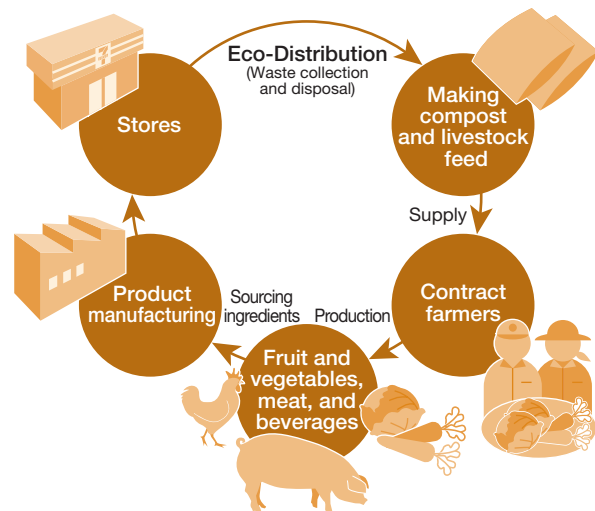 Eco-Distribution
(Waste collection
and disposal)
Stores
7
Making
compost
and livestock
feed
Supply
Contract
farmers
Production
Fruit and
vegetables,
meat, and
beverages
Sourcing
ingredients
Product
manufacturing